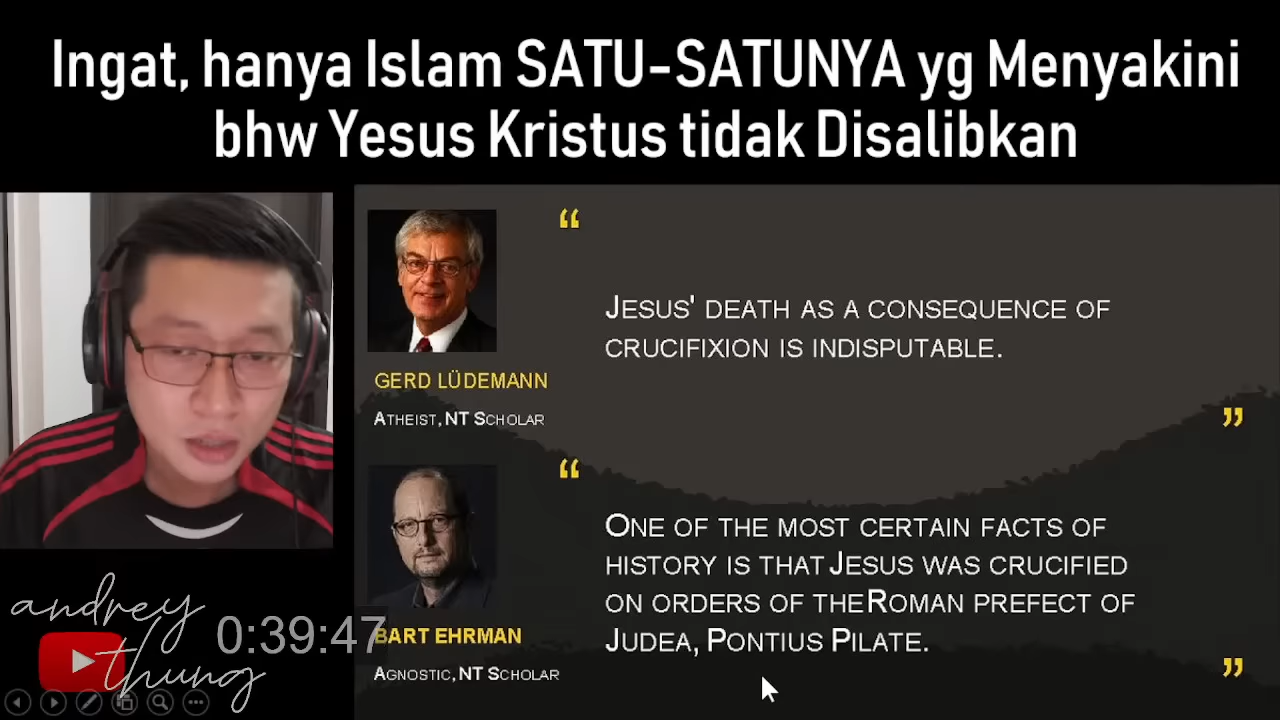 Ingat, hanya Islam SATU-SATUNYA yg Menyakini
bhw Yesus Kristus tidak Disalibkan
“
JESUS' DEATH AS A CONSEQUENCE OF
CRUCIFIXION IS INDISPUTABLE.
”
GERD LÜDEMANN
ATHEIST, NT SCHOLAR
“
ONE OF THE MOST CERTAIN FACTS OF
HISTORY IS THAT JESUS WAS CRUCIFIED
ON ORDERS OF THE ROMAN PREFECT OF
JUDEA, PONTIUS PILATE.
”
BART EHRMAN
AGNOSTIC, NT SCHOLAR
andrey
thung
0:39:47